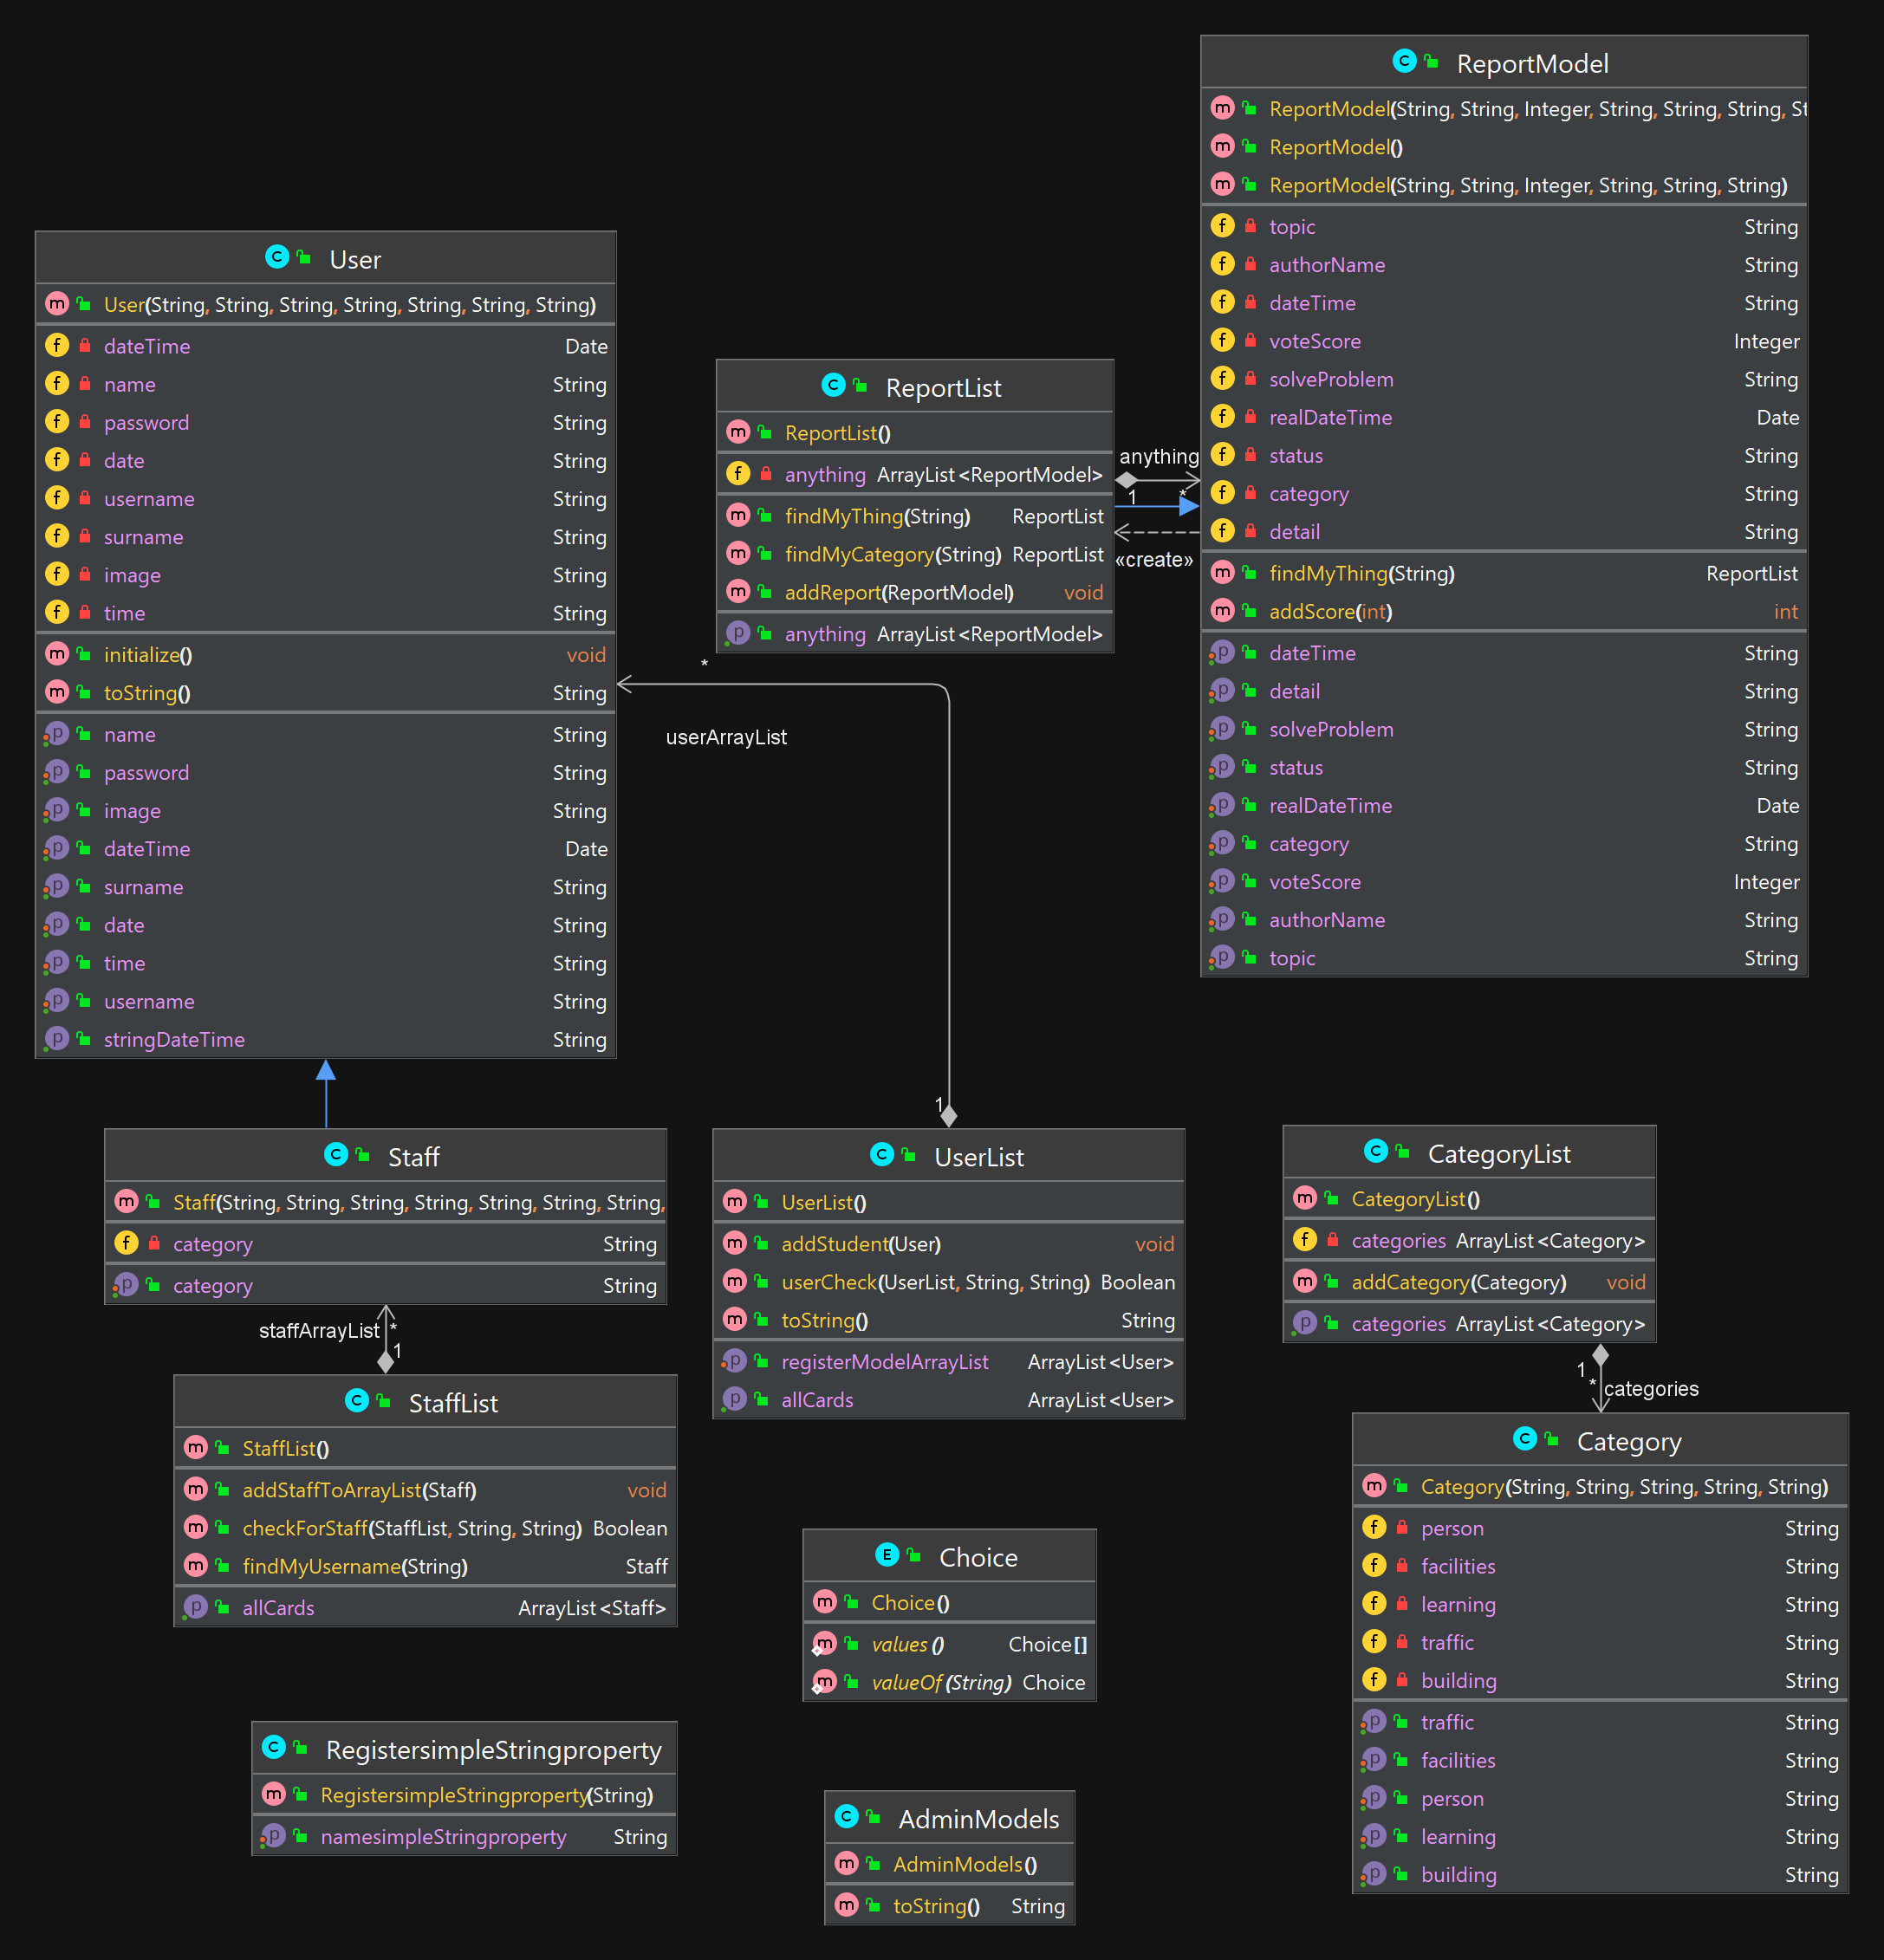 ReportModel
ReportModel(String, String, Integer, String, String, String, St
ReportModel()
ReportModel(String, String, Integer, String, String, String)
topic String
authorName String
dateTime String
voteScore Integer
solveProblem String
realDateTime Date
status String
category String
detail String
findMyThing(String) ReportList
addScore(int) int
dateTime String
detail String
solveProblem String
status String
realDateTime Date
category String
voteScore Integer
authorName String
topic String
User
User(String, String, String, String, String, String, String)
dateTime Date
name String
password String
date String
username String
surname String
image String
time String
initialize() void
toString() String
name String
password String
image String
dateTime Date
surname String
date String
time String
username String
stringDateTime String
ReportList
ReportList()
anything ArrayList<ReportModel>
findMyThing(String) ReportList
findMyCategory(String) ReportList
addReport(ReportModel) void
anything ArrayList<ReportModel>
anything
1 *
«create»
*
userArrayList
1
Staff
Staff(String, String, String, String, String, String, String,
category String
category String
staffArrayList *
1
StaffList
StaffList()
addStaffToArrayList(Staff) void
checkForStaff(StaffList, String, String) Boolean
findMyUsername(String) Staff
allCards ArrayList<Staff>
UserList
UserList()
addStudent(User) void
userCheck(UserList, String, String) Boolean
toString() String
registerModelArrayList ArrayList<User>
allCards ArrayList<User>
CategoryList
CategoryList()
categories ArrayList<Category>
addCategory(Category) void
categories ArrayList<Category>
1
* categories
Category
Category(String, String, String, String, String)
person String
facilities String
learning String
traffic String
building String
traffic String
facilities String
person String
learning String
building String
Choice
Choice()
values() Choice[]
valueOf(String) Choice
RegistersimpleStringproperty
RegistersimpleStringproperty(String)
namesimpleStringproperty String
AdminModels
AdminModels()
toString() String